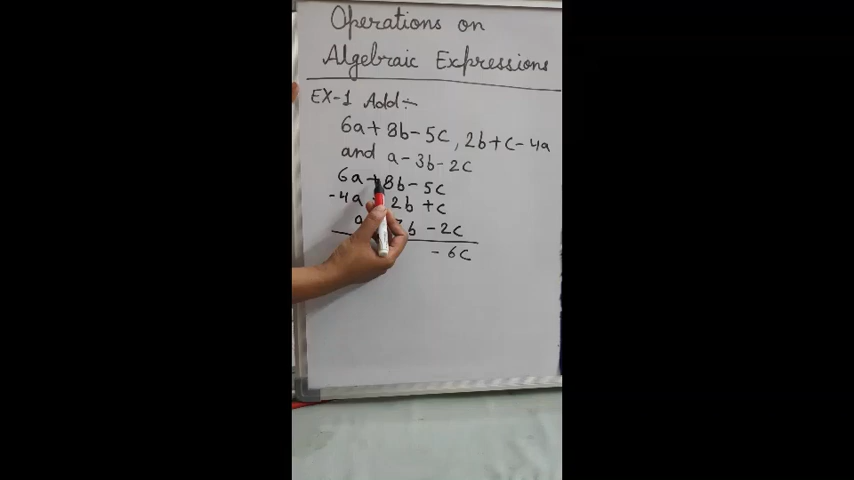 Operations on
Algebraic Expressions
EX-1 Add:-
6a+8b-5c, 2b+c-4a
and a-3b-2c
6a+8b-5c
-4a 2b +c
a b -2c
-6c